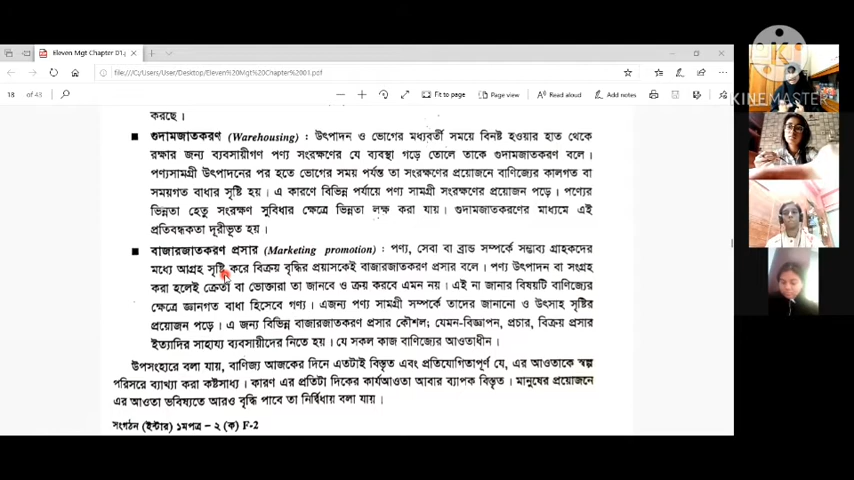 Eleven Mgt Chapter 01.
file:///C:/Users/User/Desktop/Eleven%20Mgt%20Chapter%2001.pdf
18 of 43
Fit to page
Page view
Read aloud
Add notes
KINEMASTER
করছে ।
■ গুদামজাতকরণ (Warehousing) : উৎপাদন ও ভোগের মধ্যবর্তী সময়ে বিনষ্ট হওয়ার হাত থেকে
রক্ষার জন্য ব্যবসায়ীগণ পণ্য সংরক্ষণের যে ব্যবস্থা গড়ে তোলে তাকে গুদামজাতকরণ বলে ।
পণ্যসামগ্রী উৎপাদনের পর হতে ভোগের সময় পর্যন্ত তা সংরক্ষণের প্রয়োজনে বাণিজ্যের কালগত বা
সময়গত বাধার সৃষ্টি হয় । এ কারণে বিভিন্ন পর্যায়ে পণ্য সামগ্রী সংরক্ষণের প্রয়োজন পড়ে । পণ্যের
ভিন্নতা হেতু সংরক্ষণ সুবিধার ক্ষেত্রে ভিন্নতা লক্ষ করা যায় । গুদামজাতকরণের মাধ্যমে এই
প্রতিবন্ধকতা দূরীভূত হয় ।
■ বাজারজাতকরণ প্রসার (Marketing promotion) : পণ্য, সেবা বা ব্রান্ড সম্পর্কে সম্ভাব্য গ্রাহকদের
মধ্যে আগ্রহ সৃষ্টি করে বিক্রয় বৃদ্ধির প্রয়াসকেই বাজারজাতকরণ প্রসার বলে । পণ্য উৎপাদন বা সংগ্রহ
করা হলেই ক্রেতা বা ভোক্তারা তা জানবে ও ক্রয় করবে এমন নয় । এই না জানার বিষয়টি বাণিজ্যের
ক্ষেত্রে জ্ঞানগত বাধা হিসেবে গণ্য । এজন্য পণ্য সামগ্রী সম্পর্কে তাদের জানানো ও উৎসাহ সৃষ্টির
প্রয়োজন পড়ে । এ জন্য বিভিন্ন বাজারজাতকরণ প্রসার কৌশল; যেমন-বিজ্ঞাপন, প্রচার, বিক্রয় প্রসার
ইত্যাদির সাহায্য ব্যবসায়ীদের নিতে হয় । যে সকল কাজ বাণিজ্যের আওতাধীন ।
উপসংহারে বলা যায়, বাণিজ্য আজকের দিনে এতটাই বিস্তৃত এবং প্রতিযোগিতাপূর্ণ যে, এর আওতাকে স্বল্প
পরিসরে ব্যাখ্যা করা কষ্টসাধ্য । কারণ এর প্রতিটা দিকের কার্যআওতা আবার ব্যাপক বিস্তৃত । মানুষের প্রয়োজনে
এর আওতা ভবিষ্যতে আরও বৃদ্ধি পাবে তা নির্দ্বিধায় বলা যায় ।
সংগঠন (ইন্টার) ১মপত্র – ২ (ক) F-2